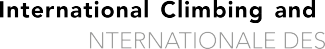 International Climbing and
NTERNATIONALE DES